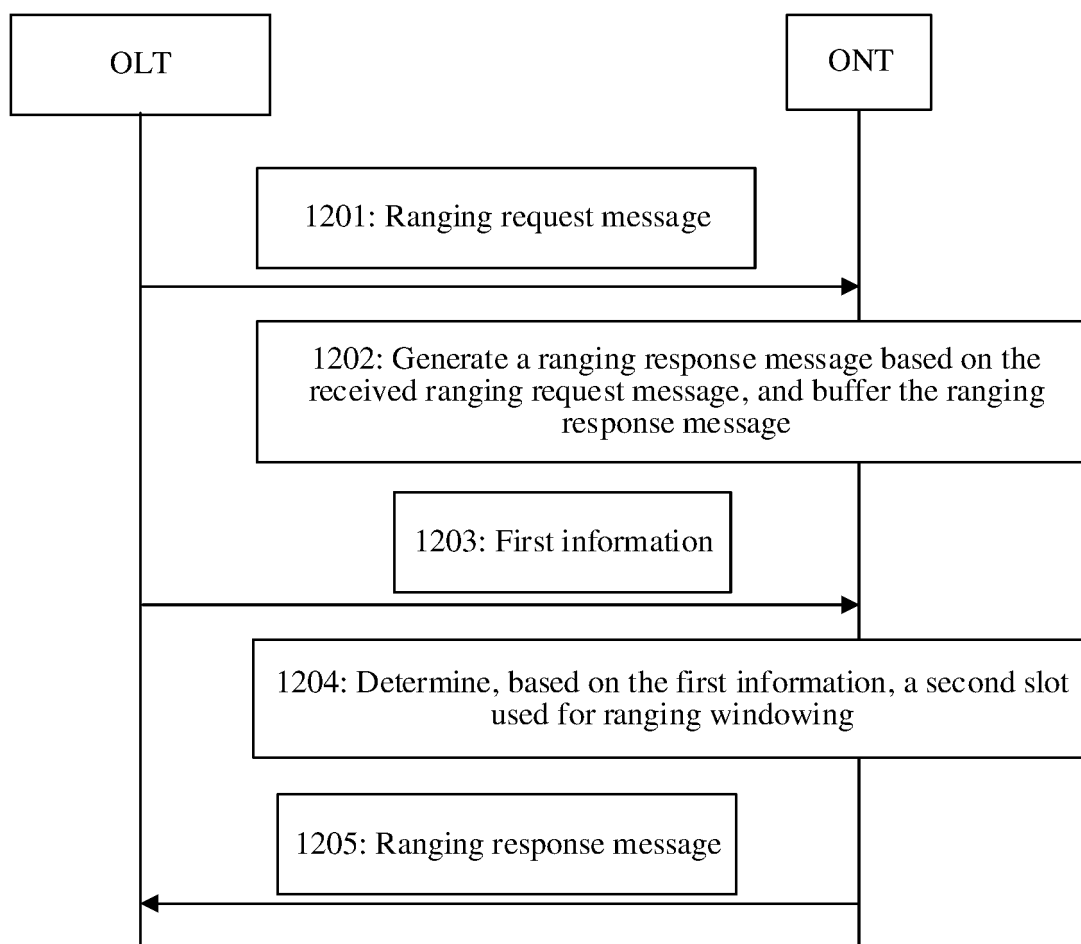 OLT
ONT
1201: Ranging request message
1202: Generate a ranging response message based on the
received ranging request message, and buffer the ranging
response message
1203: First information
1204: Determine, based on the first information, a second slot
used for ranging windowing
1205: Ranging response message